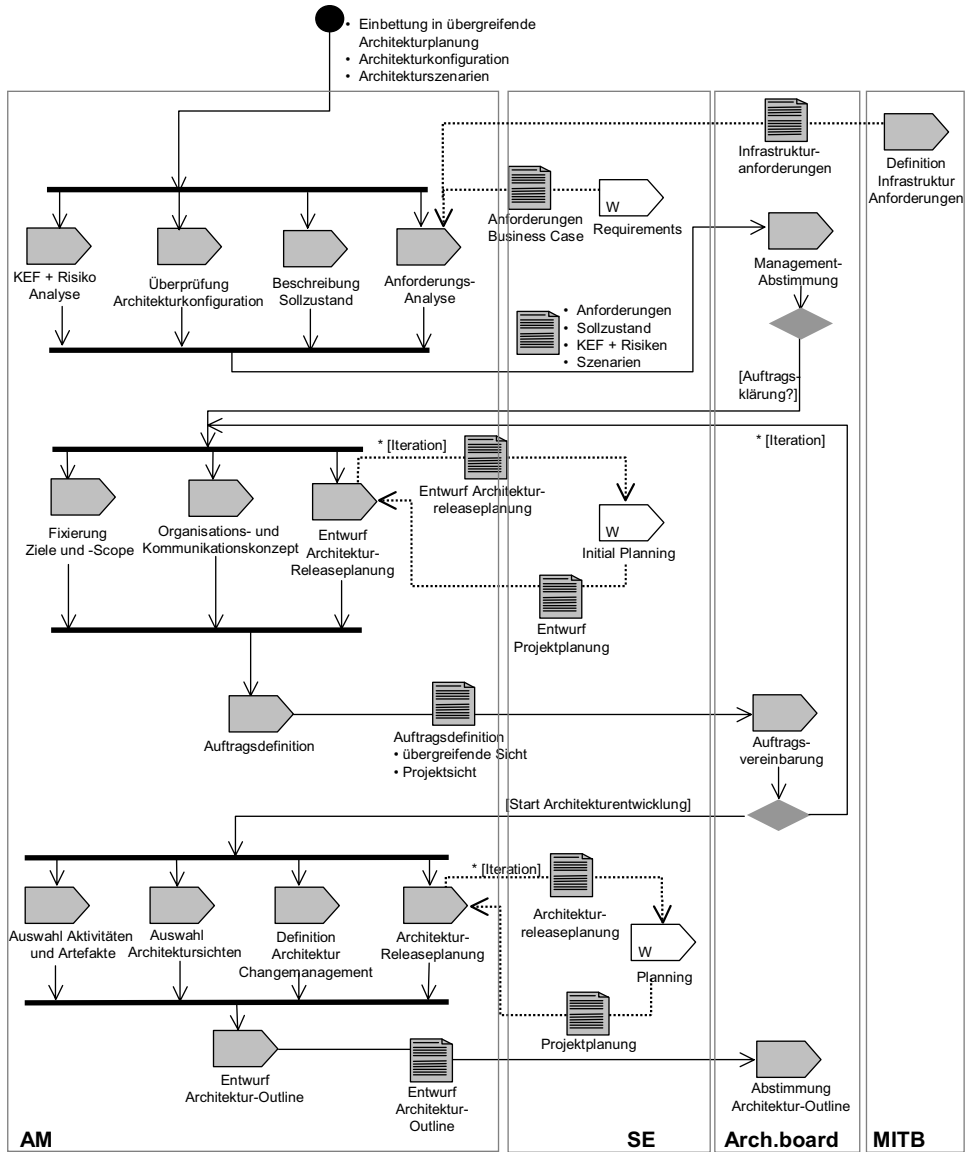 • Einbettung in übergreifende
Architekturplanung
• Architekturkonfiguration
• Architekturszenarien
Infrastruktur-
anforderungen
Definition
Infrastruktur
Anforderungen
Anforderungen
Business Case
W
Requirements
KEF + Risiko
Analyse
Überprüfung
Architekturkonfiguration
Beschreibung
Sollzustand
Anforderungs-
Analyse
Management-
Abstimmung
• Anforderungen
• Sollzustand
• KEF + Risiken
• Szenarien
[Auftrags-
klärung?]
* [Iteration]
* [Iteration]
Entwurf Architektur-
releaseplanung
Fixierung
Ziele und -Scope
Organisations- und
Kommunikationskonzept
Entwurf
Architektur-
Releaseplanung
W
Initial Planning
Entwurf
Projektplanung
Auftragsdefinition
Auftragsdefinition
• übergreifende Sicht
• Projektsicht
Auftrags-
vereinbarung
[Start Architekturentwicklung]
* [Iteration]
Architektur-
releaseplanung
Auswahl Aktivitäten
und Artefakte
Auswahl
Architektursichten
Definition
Architektur
Changemanagement
Architektur-
Releaseplanung
W
Planning
Projektplanung
Entwurf
Architektur-Outline
Entwurf
Architektur-
Outline
Abstimmung
Architektur-Outline
AM
SE
Arch.board
MITB